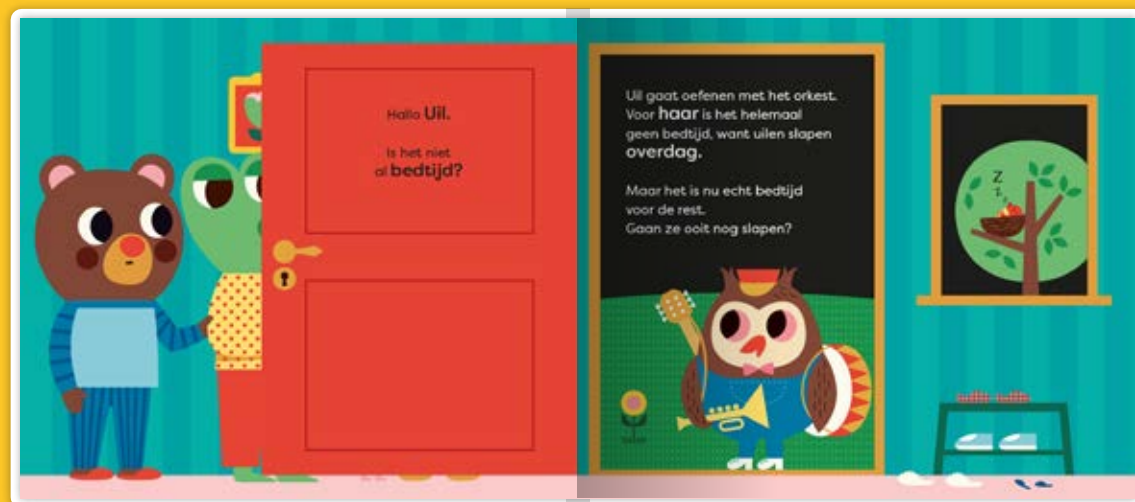 Hallo Uil.
Is het niet
al bedtijd?
Uil gaat oefenen met het orkest.
Voor haar is het helemaal
geen bedtijd, want uilen slapen
overdag.
Maar het is nu echt bedtijd
voor de rest.
Gaan ze ooit nog slapen?
Z
z
z